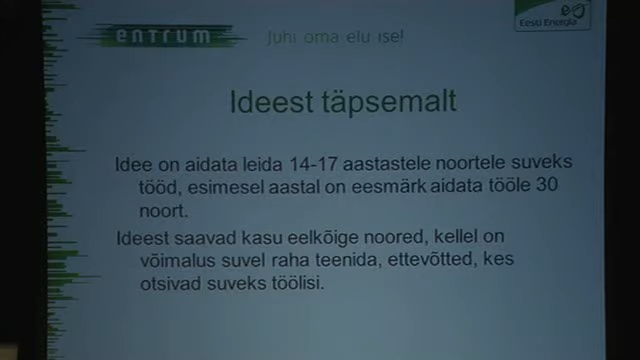 entrum
Juhi oma elu ise!
Eesti Energia
Ideest täpsemalt
Idee on aidata leida 14-17 aastastele noortele suveks
tööd, esimesel aastal on eesmärk aidata tööle 30
noort.
Ideest saavad kasu eelkõige noored, kellel on
võimalus suvel raha teenida, ettevõtted, kes
otsivad suveks töölisi.